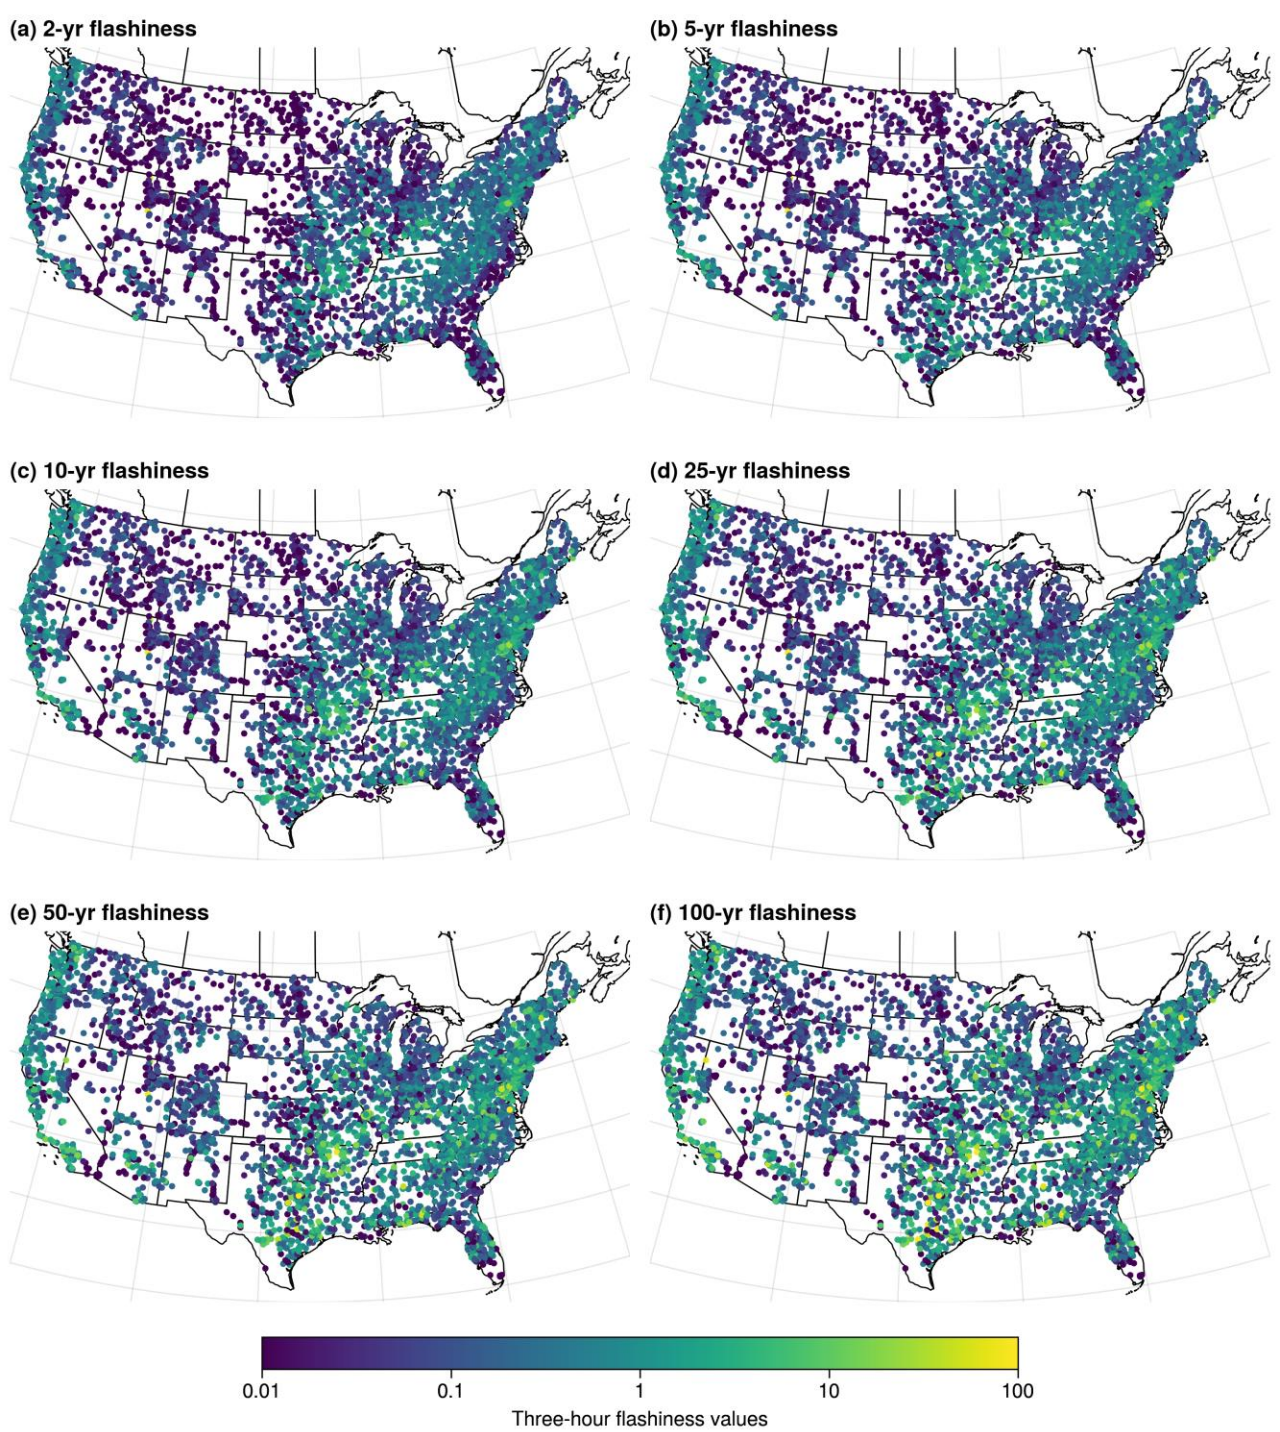 (a) 2-yr flashiness
(b) 5-yr flashiness
(c) 10-yr flashiness
(d) 25-yr flashiness
(e) 50-yr flashiness
(f) 100-yr flashiness
0.01 0.1 1 10 100
Three-hour flashiness values